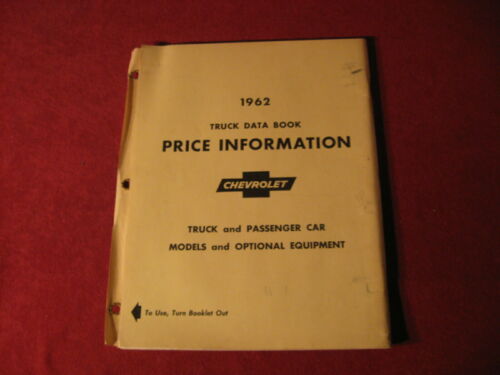 1962
TRUCK DATA BOOK
PRICE INFORMATION
CHEVROLET
TRUCK and PASSENGER CAR
MODELS and OPTIONAL EQUIPMENT
To Use, Turn Booklet Out